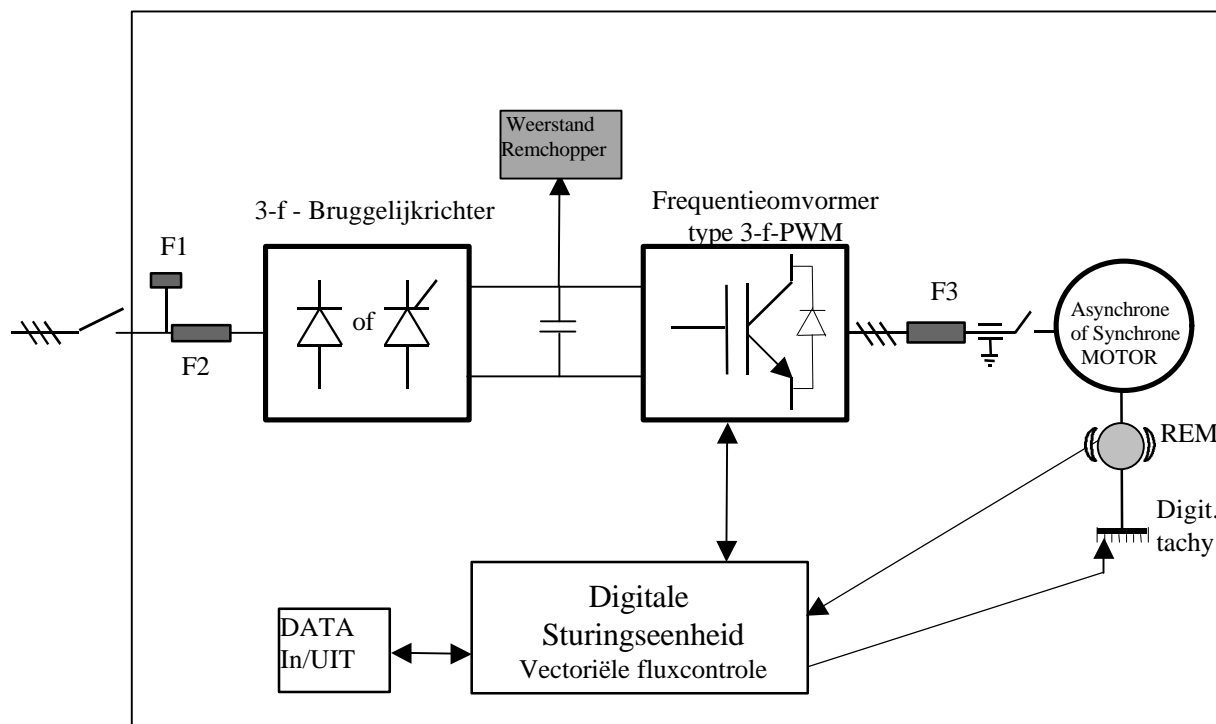 Weerstand
Remchopper
3-f - Bruggelijkrichter
Frequentieomvormer
type 3-f-PWM
F1
F2
of
F3
Asynchrone
of Synchrone
MOTOR
REM
Digit.
tachy
Digitale
Sturingseenheid
Vectoriële fluxcontrole
DATA
In/UIT